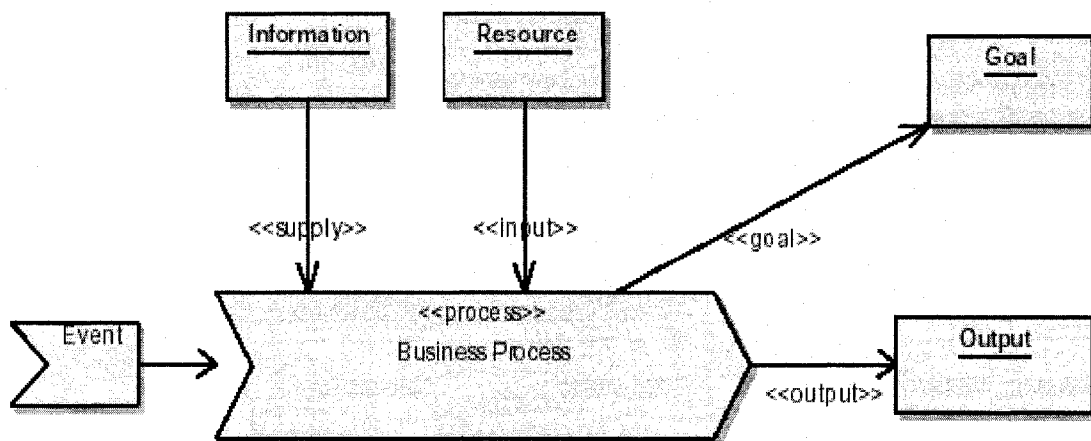 Information
Resource
Goal
<<supply>>
<<input>>
<<goal>>
<<process>>
Event
Business Process
Output
<<output>>